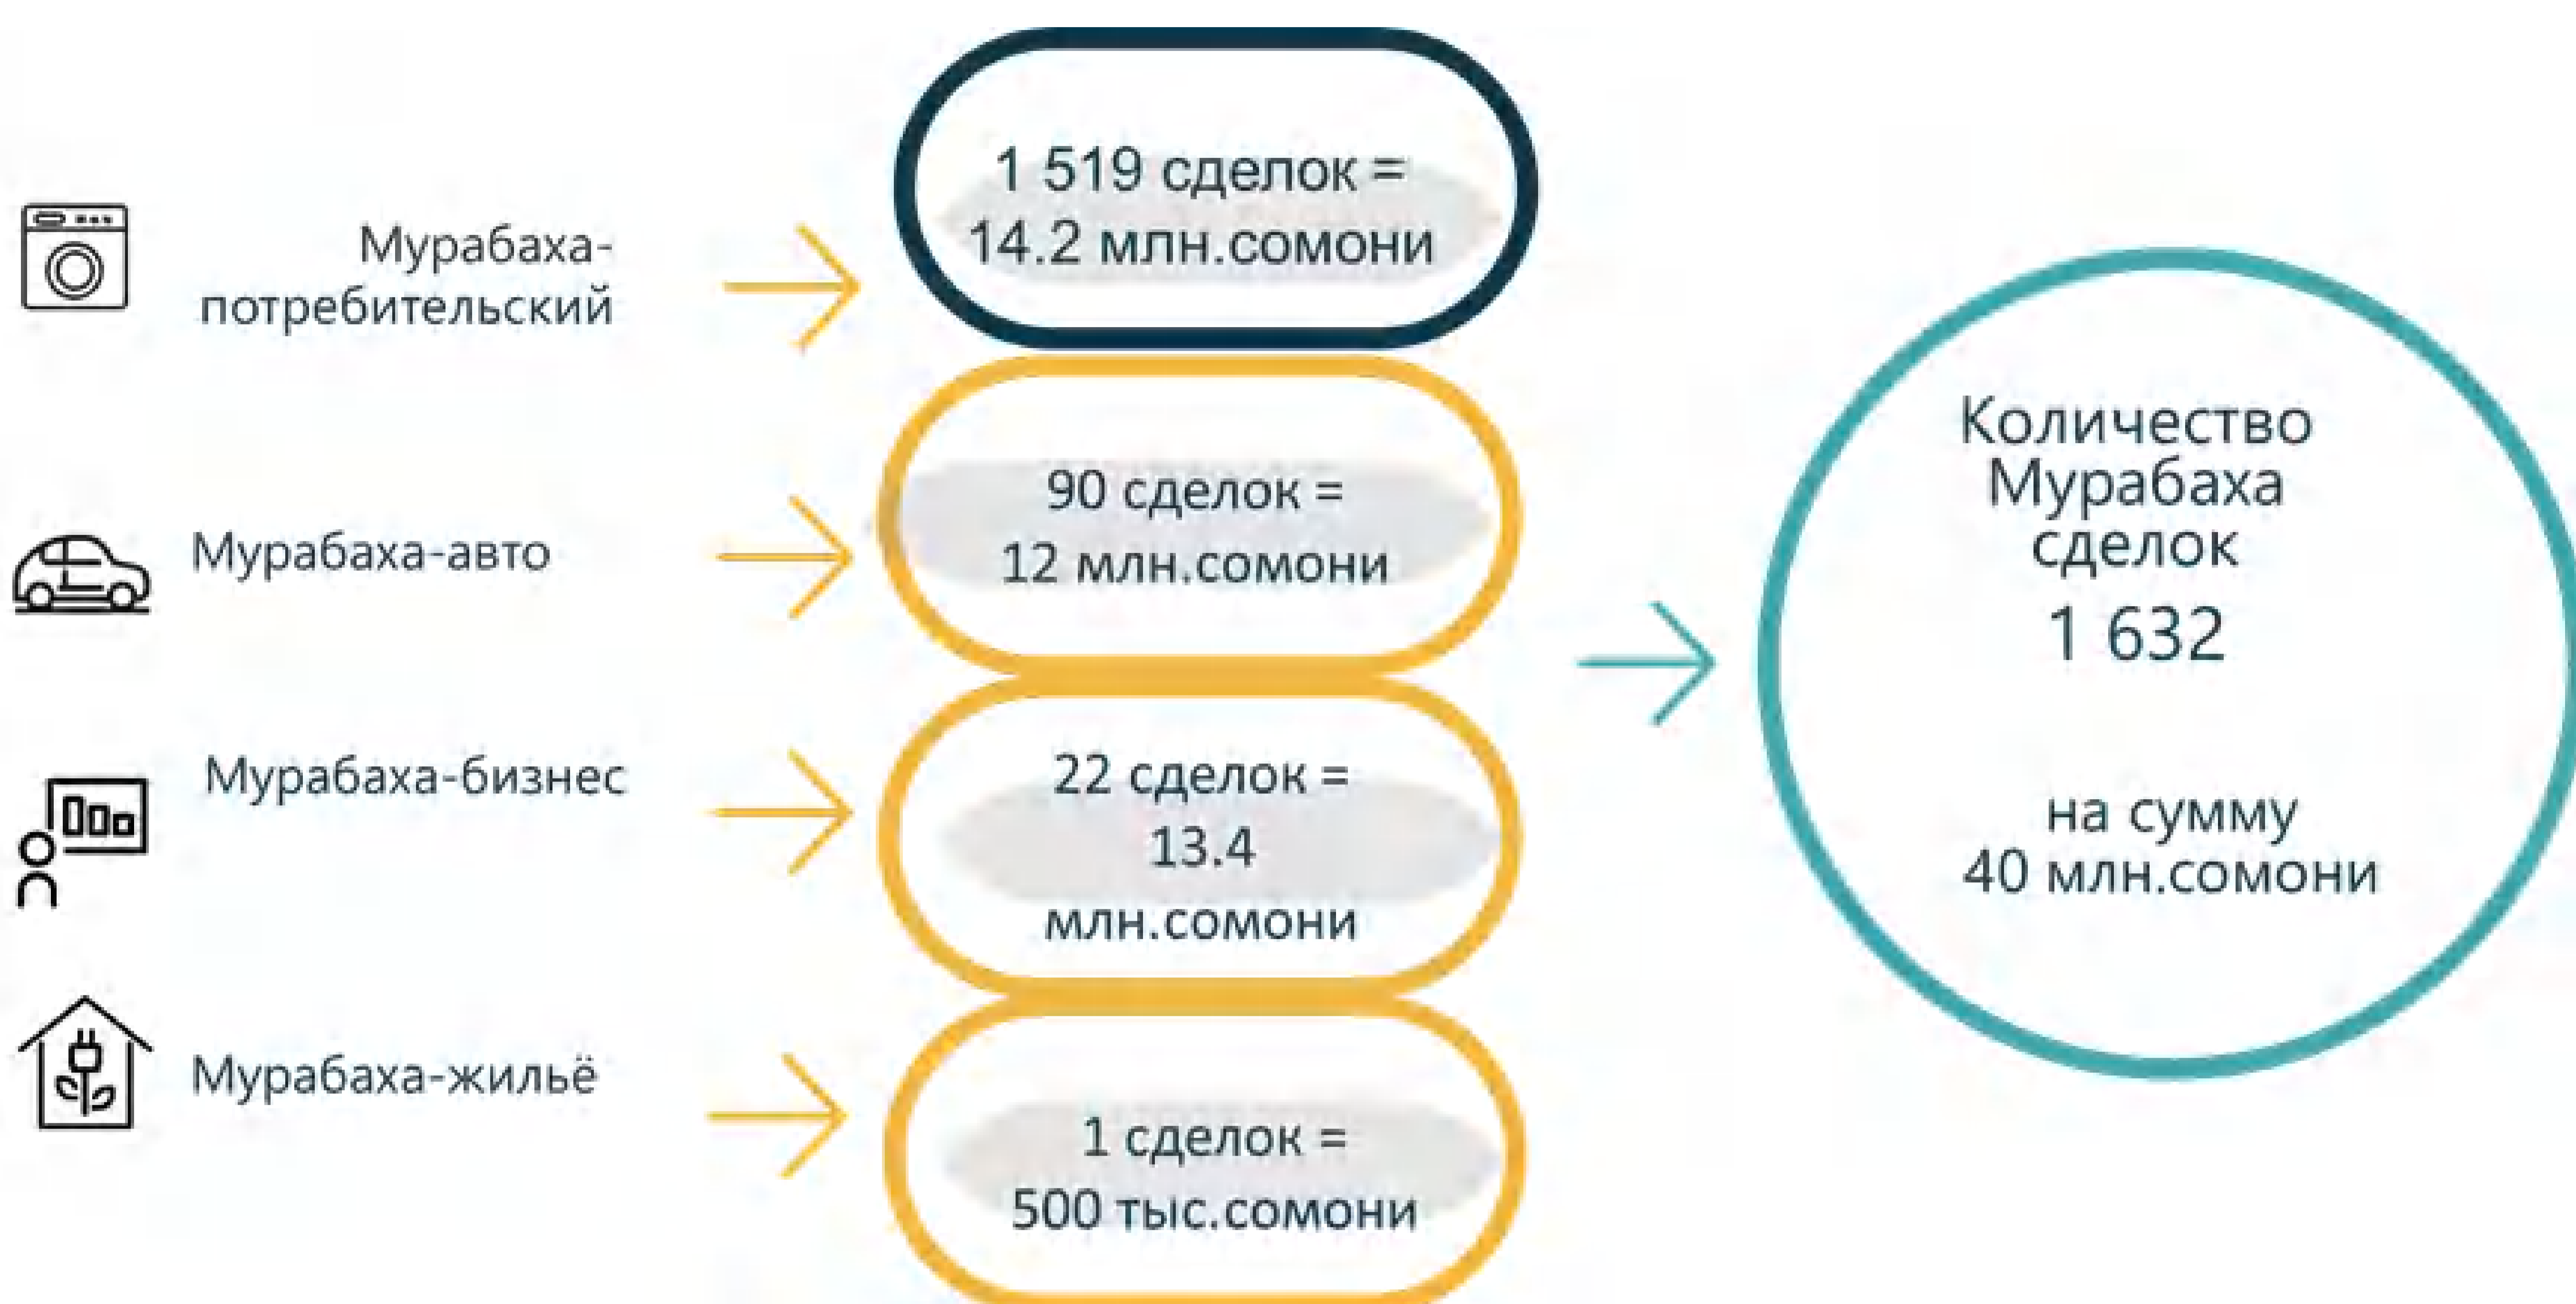 Мурабаха-
потребительский
1 519 сделок =
14.2 млн.сомони
Мурабаха-авто
90 сделок =
12 млн.сомони
Мурабаха-бизнес
22 сделок =
13.4
млн.сомони
Мурабаха-жильё
1 сделок =
500 тыс.сомони
Количество
Мурабаха
сделок
1 632
на сумму
40 млн.сомони